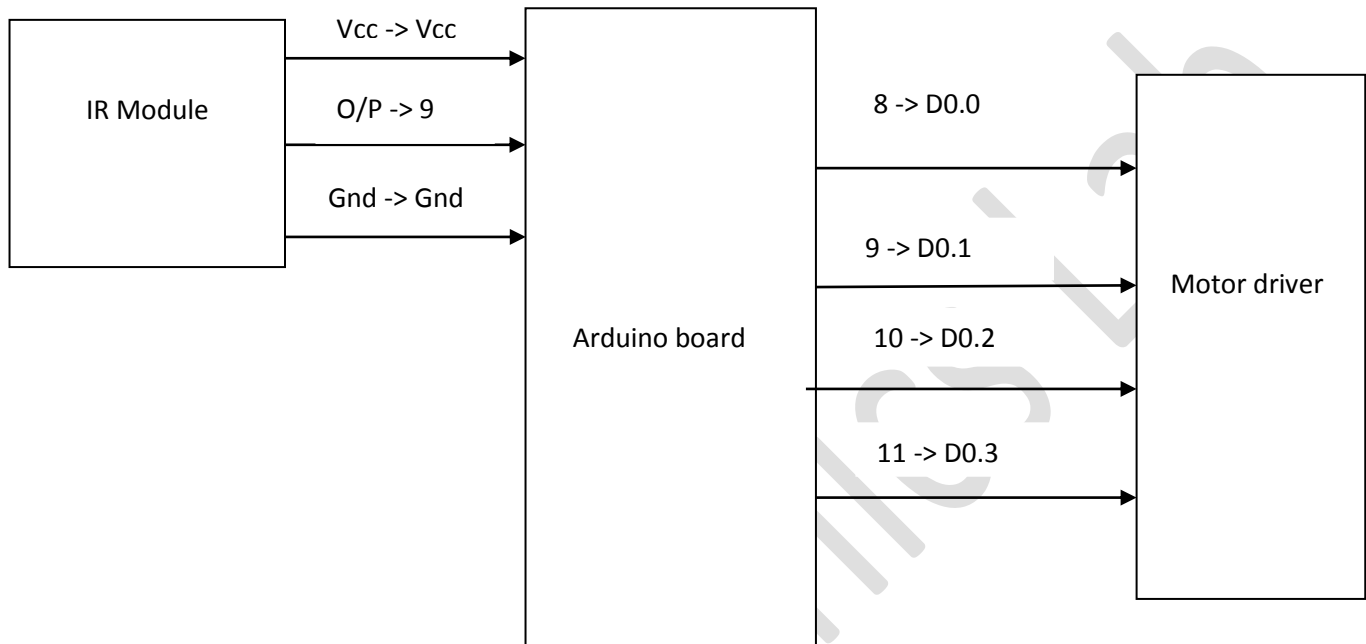 IR Module
Vcc -> Vcc
O/P -> 9
Gnd -> Gnd
Arduino board
8 -> D0.0
9 -> D0.1
10 -> D0.2
11 -> D0.3
Motor driver